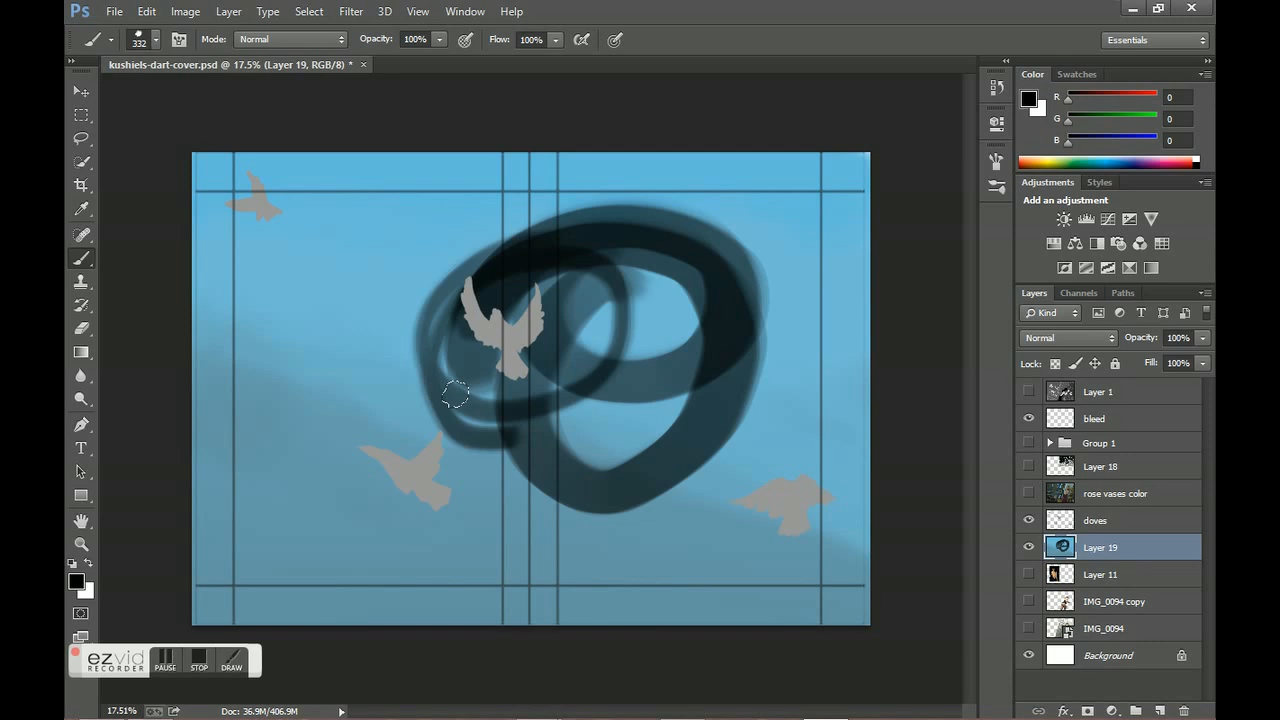 Ps File Edit Image Layer Type Select Filter 3D View Window Help
332 Mode: Normal Opacity: 100% Flow: 100% Essentials
kushiels-dart-cover.psd @ 17.5% (Layer 19, RGB/8) * ×
Color Swatches
R 0
G 0
B 0
Adjustments Styles
Add an adjustment
Layers Channels Paths
Kind
Normal Opacity: 100%
Lock: Fill: 100%
Layer 1
bleed
Group 1
Layer 18
rose vases color
doves
Layer 19
Layer 11
IMG_0094 copy
IMG_0094
Background
ezvid
RECORDER
PAUSE STOP DRAW
17.51% Doc: 36.9M/406.9M
fx